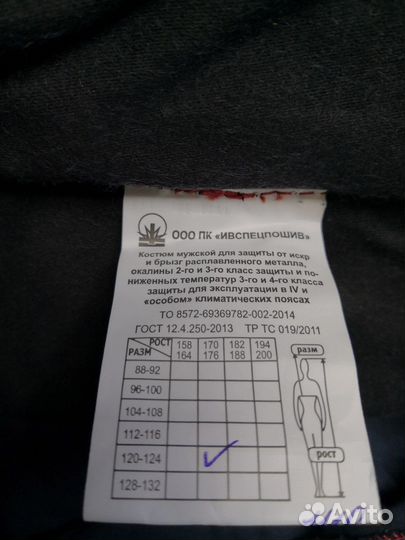 ООО ПК «ИВСПЕЦПОШИВ»
Костюм мужской для защиты от искр
и брызг расплавленного металла,
окалины 2-го и 3-го класс защиты и по-
ниженных температур 3-го и 4-го класса
защиты для эксплуатации в IV и
«особом» климатических поясах
ТО 8572-69369782-002-2014
ГОСТ 12.4.250-2013 ТР ТС 019/2011
РОСТ 158 170 182 194
РАЗМ 164 176 188 200
88-92
96-100
104-108
112-116
120-124
128-132
разм
рост
Avito